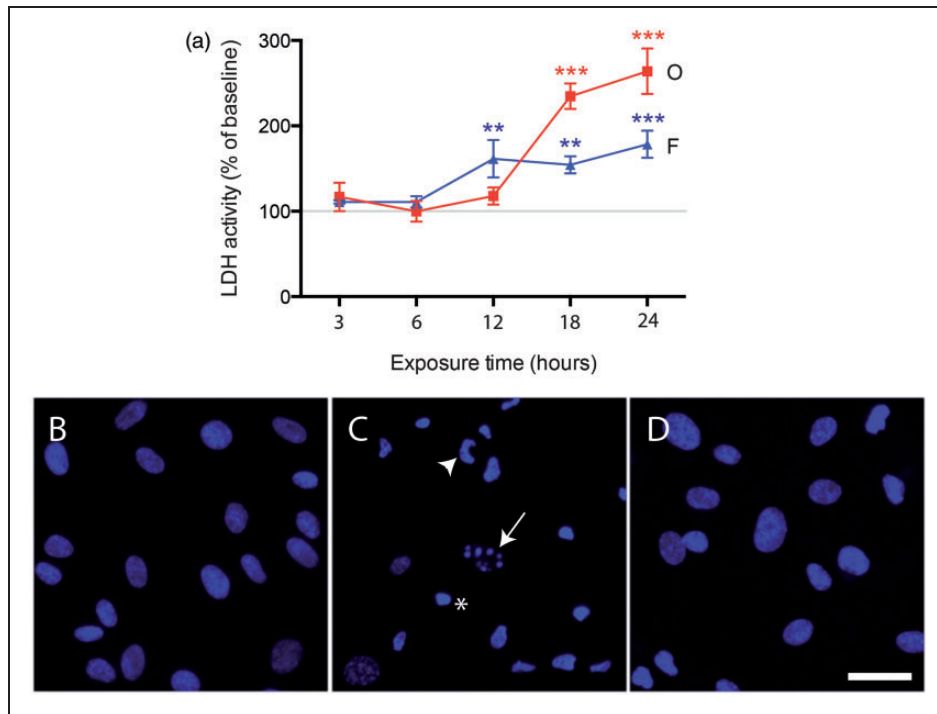 (a)
LDH activity (% of baseline)
300
200
100
0
***
***
O
**
**
***
F
3 6 12 18 24
Exposure time (hours)
B C D
*